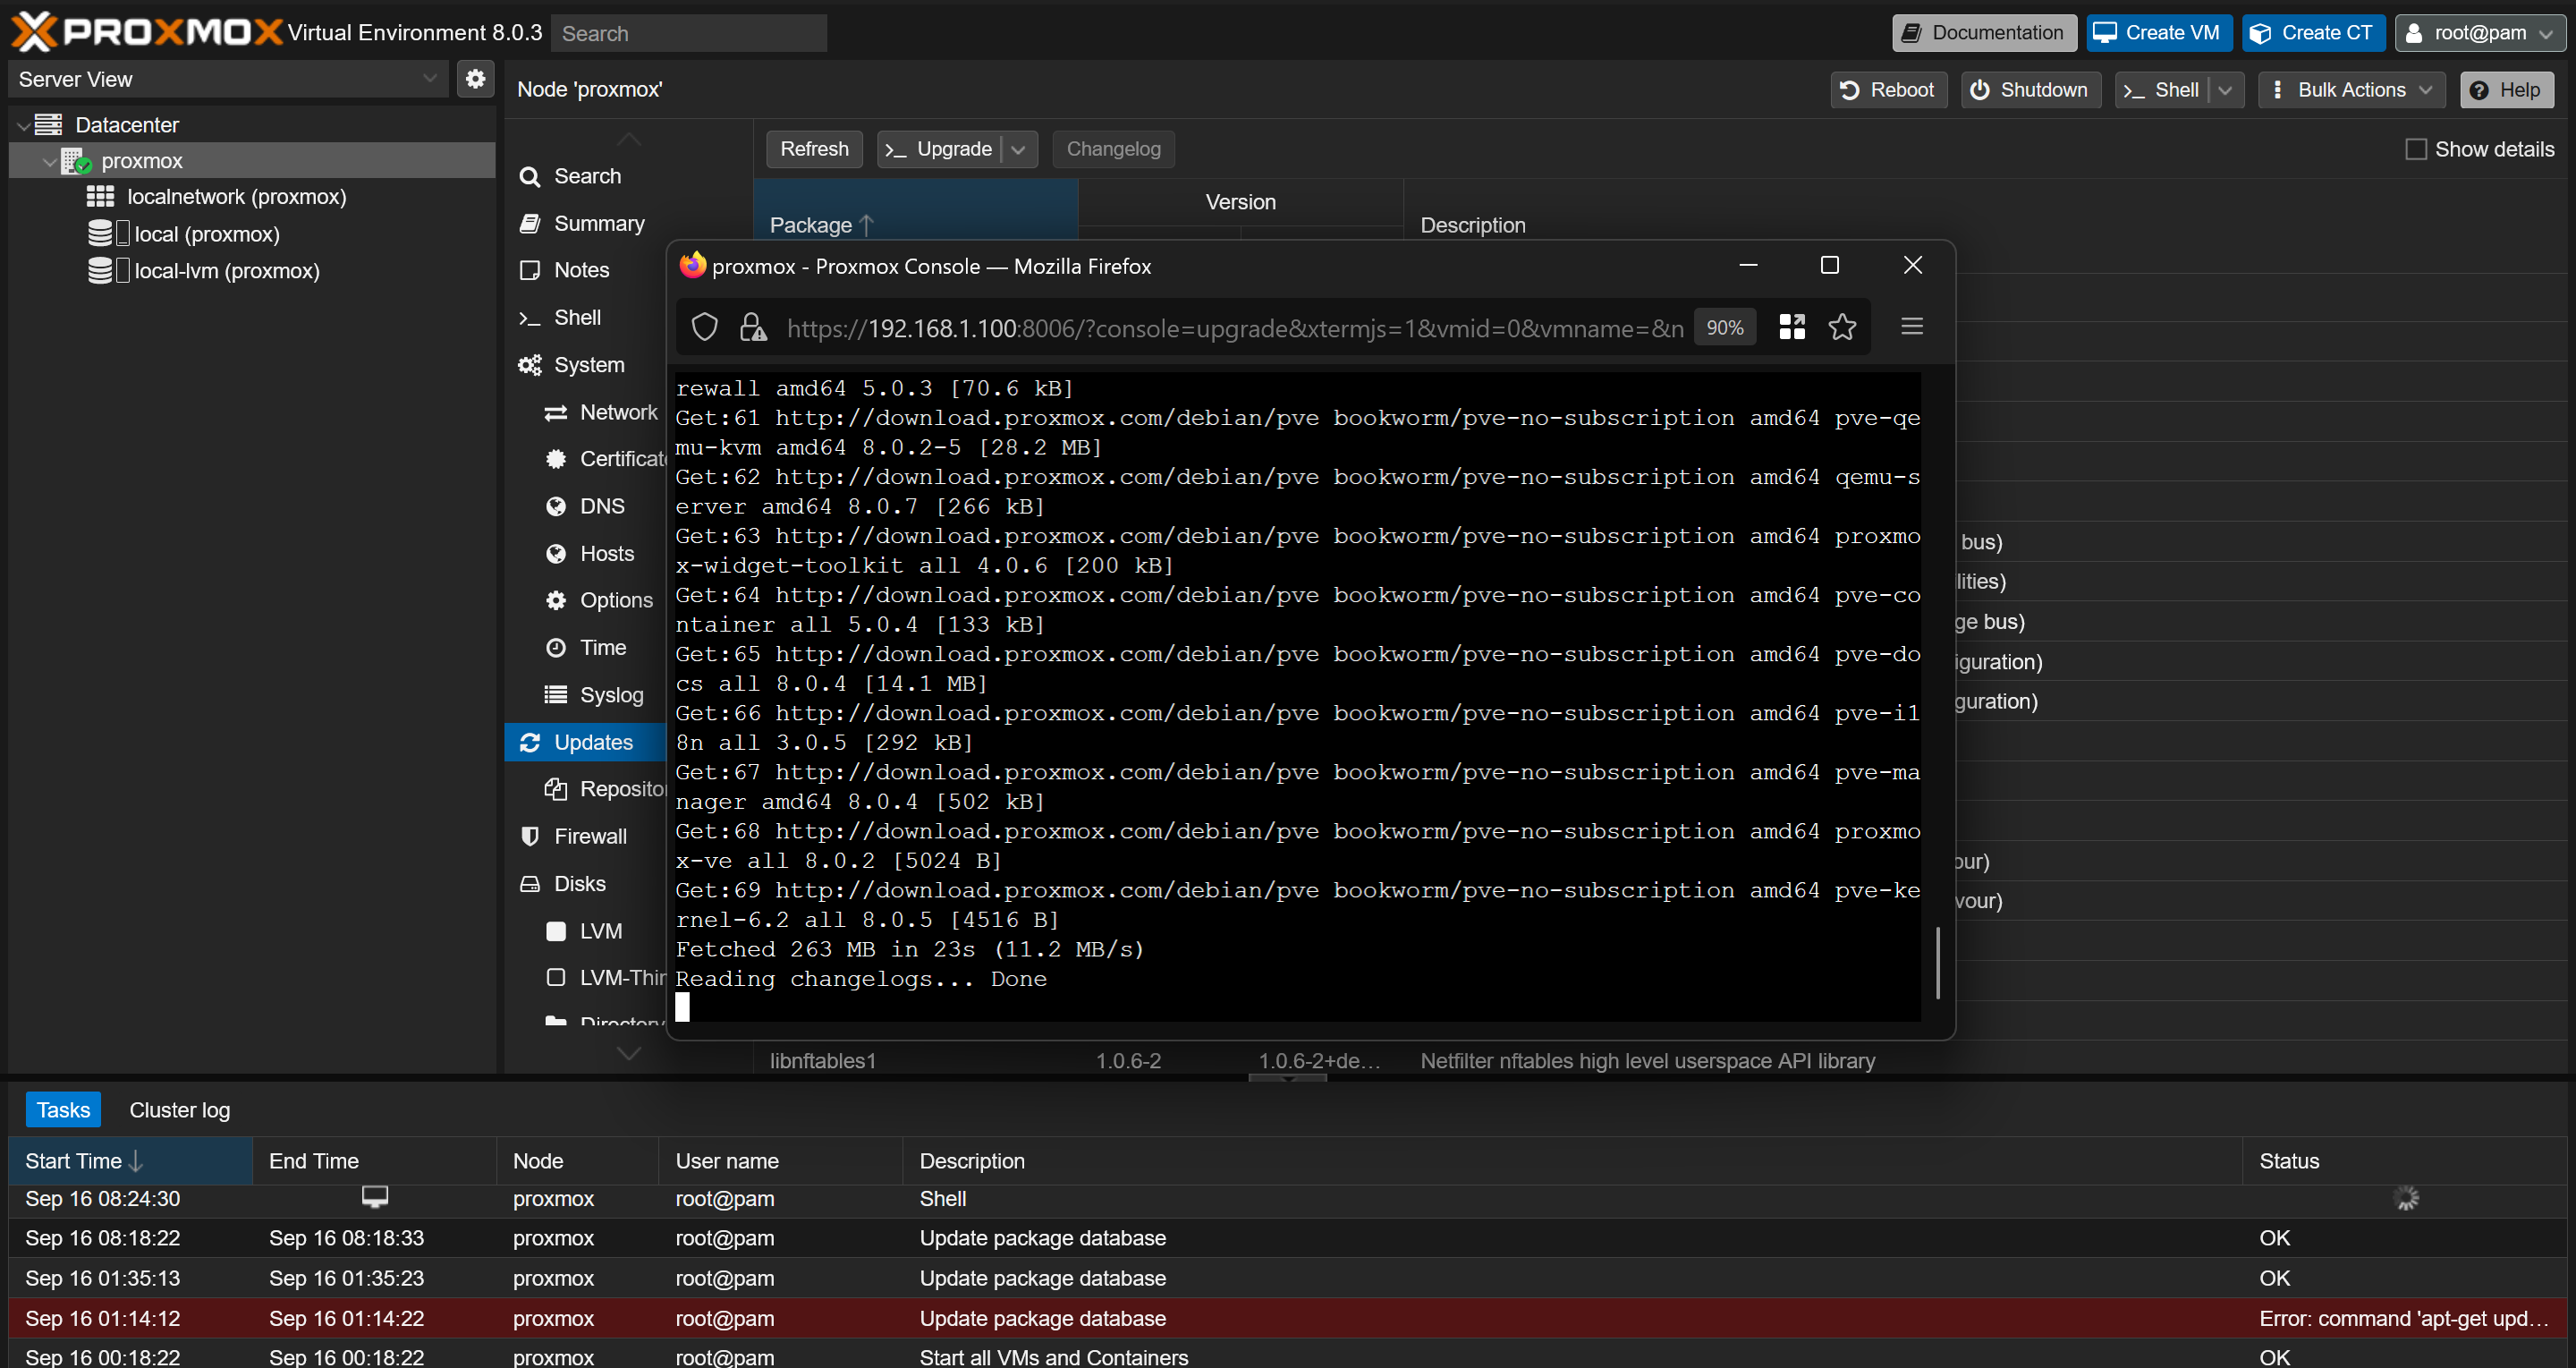 PROXMOX Virtual Environment 8.0.3
Search
Documentation
Create VM
Create CT
root@pam
Server View
Datacenter
proxmox
localnetwork (proxmox)
local (proxmox)
local-lvm (proxmox)
Node 'proxmox'
Reboot
Shutdown
Shell
Bulk Actions
Help
Search
Summary
Notes
Shell
System
Network
Certificate
DNS
Hosts
Options
Time
Syslog
Updates
Repositor
Firewall
Disks
LVM
LVM-Thin
Directory
Refresh
Upgrade
Changelog
Show details
Package
Version
Description
proxmox - Proxmox Console — Mozilla Firefox
https://192.168.1.100:8006/?console=upgrade&xtermjs=1&vmid=0&vmname=&n
90%
rewall amd64 5.0.3 [70.6 kB]
Get:61 http://download.proxmox.com/debian/pve bookworm/pve-no-subscription amd64 pve-qe
mu-kvm amd64 8.0.2-5 [28.2 MB]
Get:62 http://download.proxmox.com/debian/pve bookworm/pve-no-subscription amd64 qemu-s
erver amd64 8.0.7 [266 kB]
Get:63 http://download.proxmox.com/debian/pve bookworm/pve-no-subscription amd64 proxmo
x-widget-toolkit all 4.0.6 [200 kB]
Get:64 http://download.proxmox.com/debian/pve bookworm/pve-no-subscription amd64 pve-co
ntainer all 5.0.4 [133 kB]
Get:65 http://download.proxmox.com/debian/pve bookworm/pve-no-subscription amd64 pve-do
cs all 8.0.4 [14.1 MB]
Get:66 http://download.proxmox.com/debian/pve bookworm/pve-no-subscription amd64 pve-i1
8n all 3.0.5 [292 kB]
Get:67 http://download.proxmox.com/debian/pve bookworm/pve-no-subscription amd64 pve-ma
nager amd64 8.0.4 [502 kB]
Get:68 http://download.proxmox.com/debian/pve bookworm/pve-no-subscription amd64 proxmo
x-ve all 8.0.2 [5024 B]
Get:69 http://download.proxmox.com/debian/pve bookworm/pve-no-subscription amd64 pve-ke
rnel-6.2 all 8.0.5 [4516 B]
Fetched 263 MB in 23s (11.2 MB/s)
Reading changelogs... Done
bus)
lities)
ge bus)
iguration)
guration)
our)
vour)
libnftables1 1.0.6-2 1.0.6-2+de... Netfilter nftables high level userspace API library
Tasks
Cluster log
Start Time End Time Node User name Description Status
Sep 16 08:24:30 proxmox root@pam Shell
Sep 16 08:18:22 Sep 16 08:18:33 proxmox root@pam Update package database OK
Sep 16 01:35:13 Sep 16 01:35:23 proxmox root@pam Update package database OK
Sep 16 01:14:12 Sep 16 01:14:22 proxmox root@pam Update package database Error: command 'apt-get upd...
Sep 16 00:18:22 Sep 16 00:18:22 proxmox root@pam Start all VMs and Containers OK